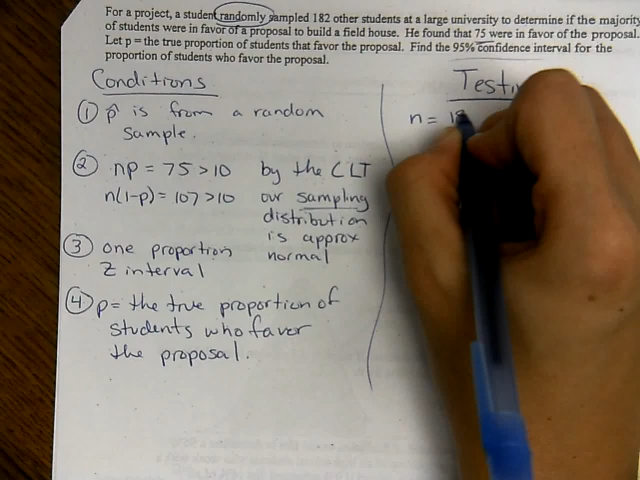 For a project, a student randomly sampled 182 other students at a large university to determine if the majority
of students were in favor of a proposal to build a field house. He found that 75 were in favor of the proposal.
Let p = the true proportion of students that favor the proposal. Find the 95% confidence interval for the
proportion of students who favor the proposal.
Conditions
① p̂ is from a random
sample.
② np = 75 > 10
n(1-p) = 107 > 10
by the CLT
our sampling
distribution
is approx
normal
③ one proportion
Z interval
④ p = the true proportion of
students who favor
the proposal.
n = 18